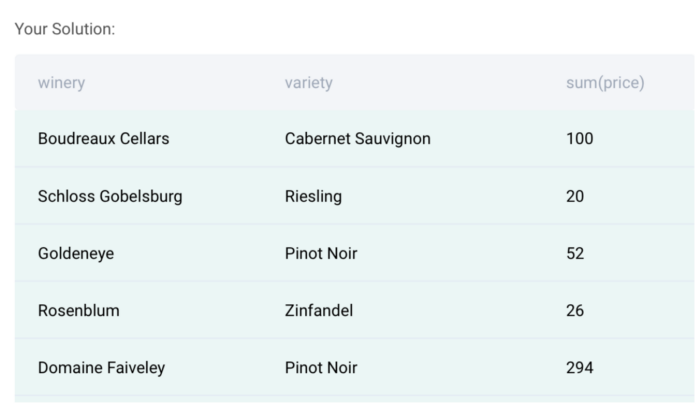 Your Solution:
winery variety sum(price)
Boudreaux Cellars Cabernet Sauvignon 100
Schloss Gobelsburg Riesling 20
Goldeneye Pinot Noir 52
Rosenblum Zinfandel 26
Domaine Faiveley Pinot Noir 294